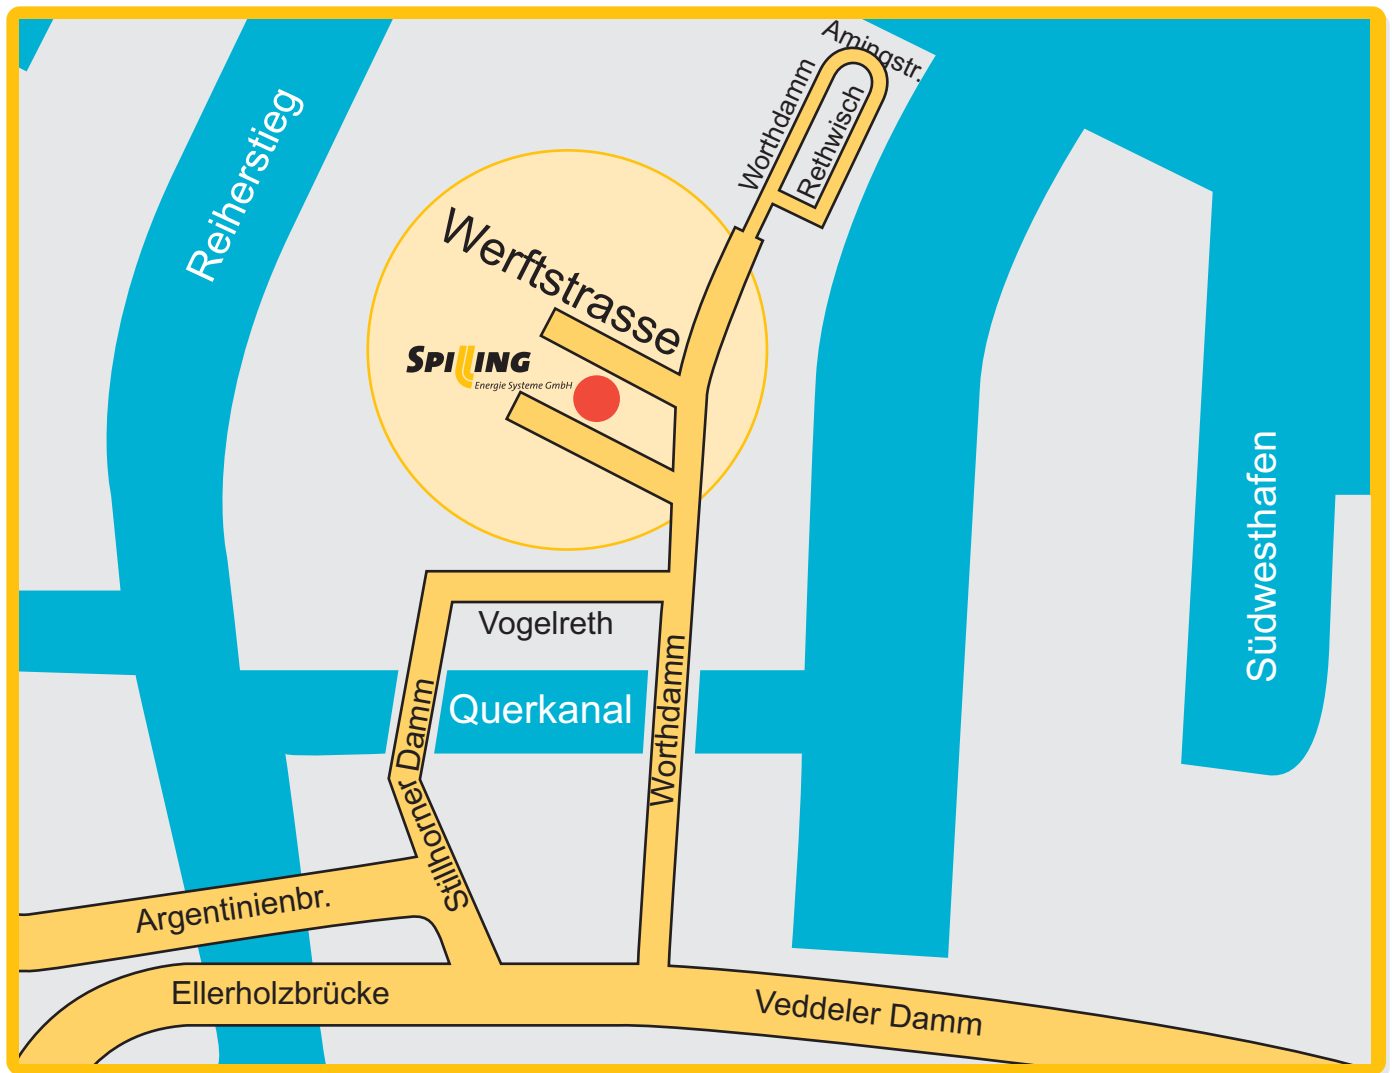 Amingstr.
Worthdamm
Rethwisch
Reiherstieg
Werftstrasse
SPILLING
Energie Systeme GmbH
Südwesthafen
Vogelreth
Querkanal
Worthdamm
Stillhorner Damm
Argentinienbr.
Ellerholzbrücke
Veddeler Damm